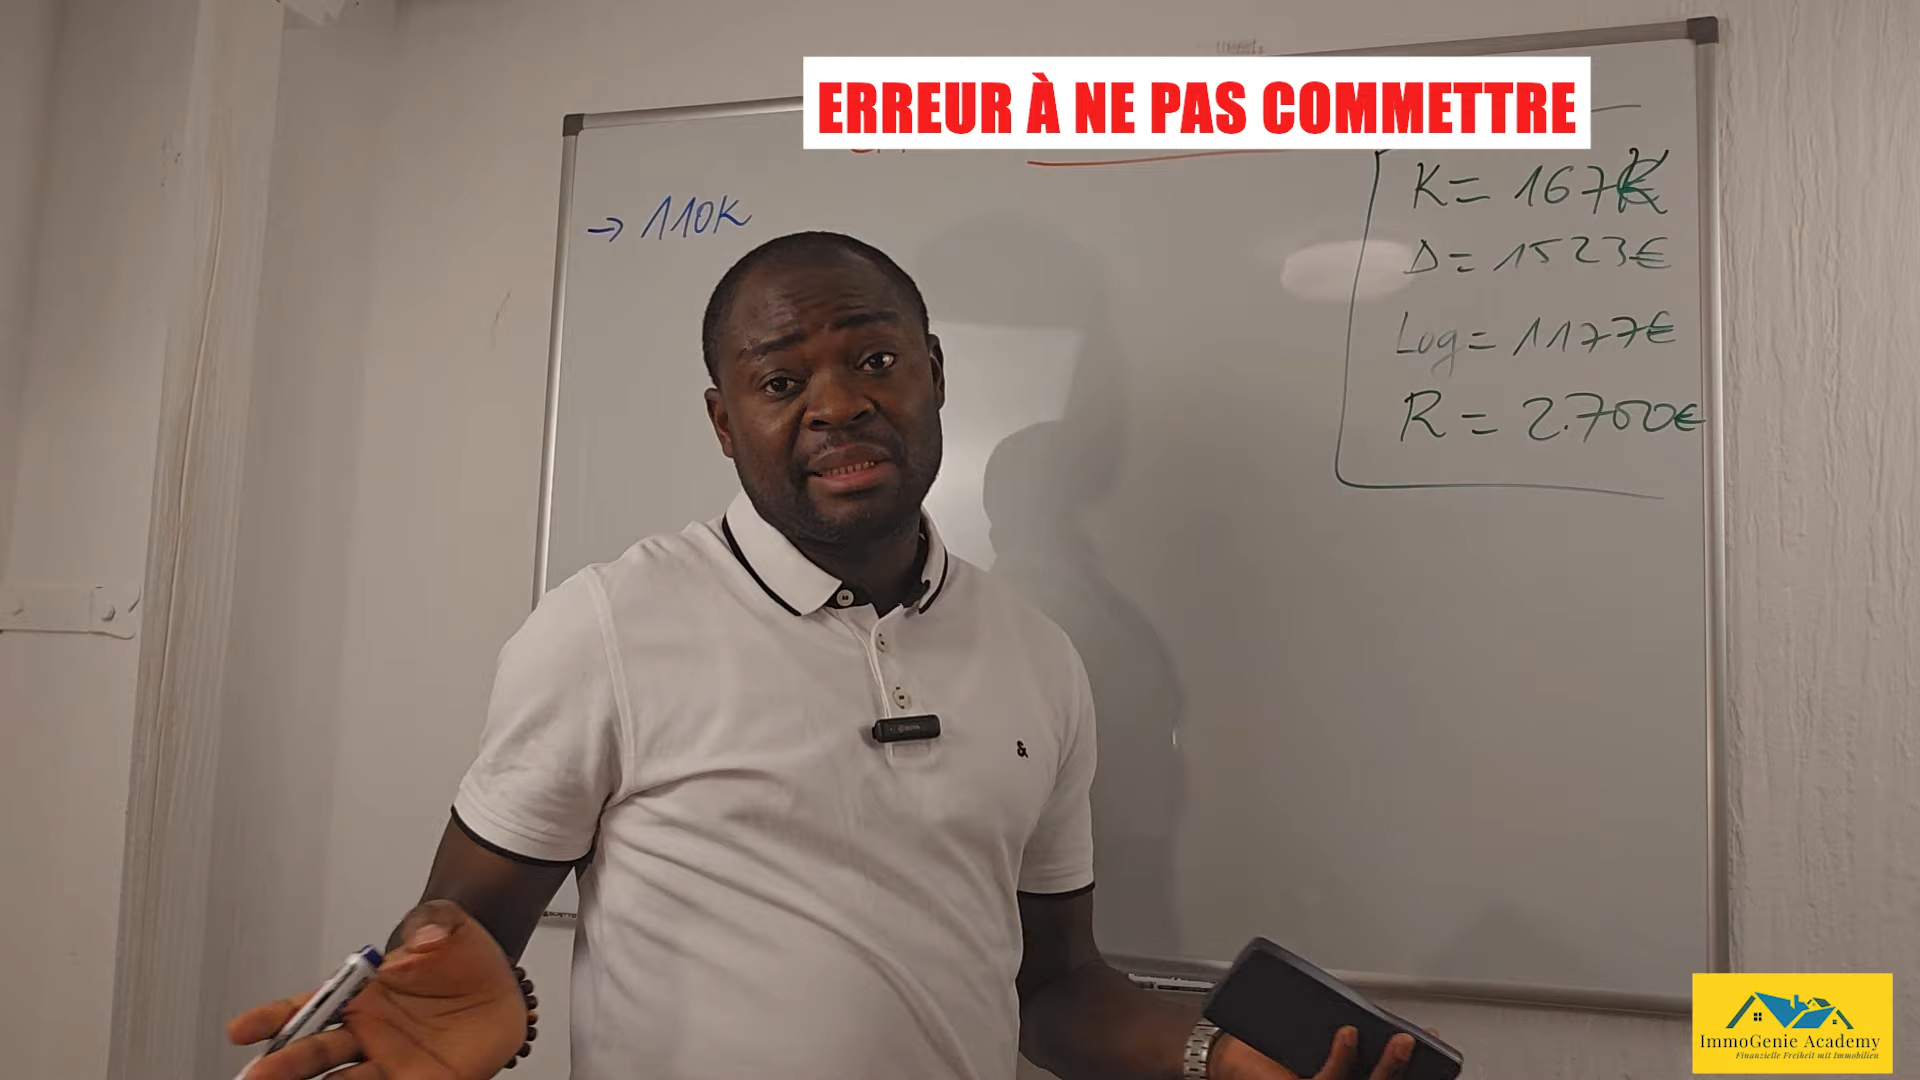 ERREUR À NE PAS COMMETTRE
→ 110K
K = 167K
D = 1523€
Log = 1177€
R = 2.700€
&
ImmoGenie Academy
Finanzielle Freiheit mit Immobilien